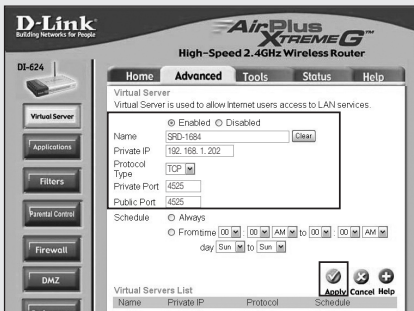 D-Link
Building Networks for People
AirPlus
XTREME G™
High-Speed 2.4GHz Wireless Router
DI-624
Home Advanced Tools Status Help
Virtual Server
Applications
Filters
Parental Control
Firewall
DMZ
Virtual Server
Virtual Server is used to allow Internet users access to LAN services.
Enabled Disabled
Name SRD-1684 Clear
Private IP 192. 168. 1. 202
Protocol Type TCP
Private Port 4525
Public Port 4525
Schedule Always
From time 00 : 00 AM to 00 : 00 AM
day Sun to Sun
Apply Cancel Help
Virtual Servers List
Name Private IP Protocol Schedule